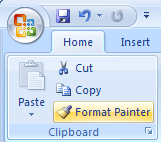 Home Insert
Cut
Copy
Paste
Format Painter
Clipboard